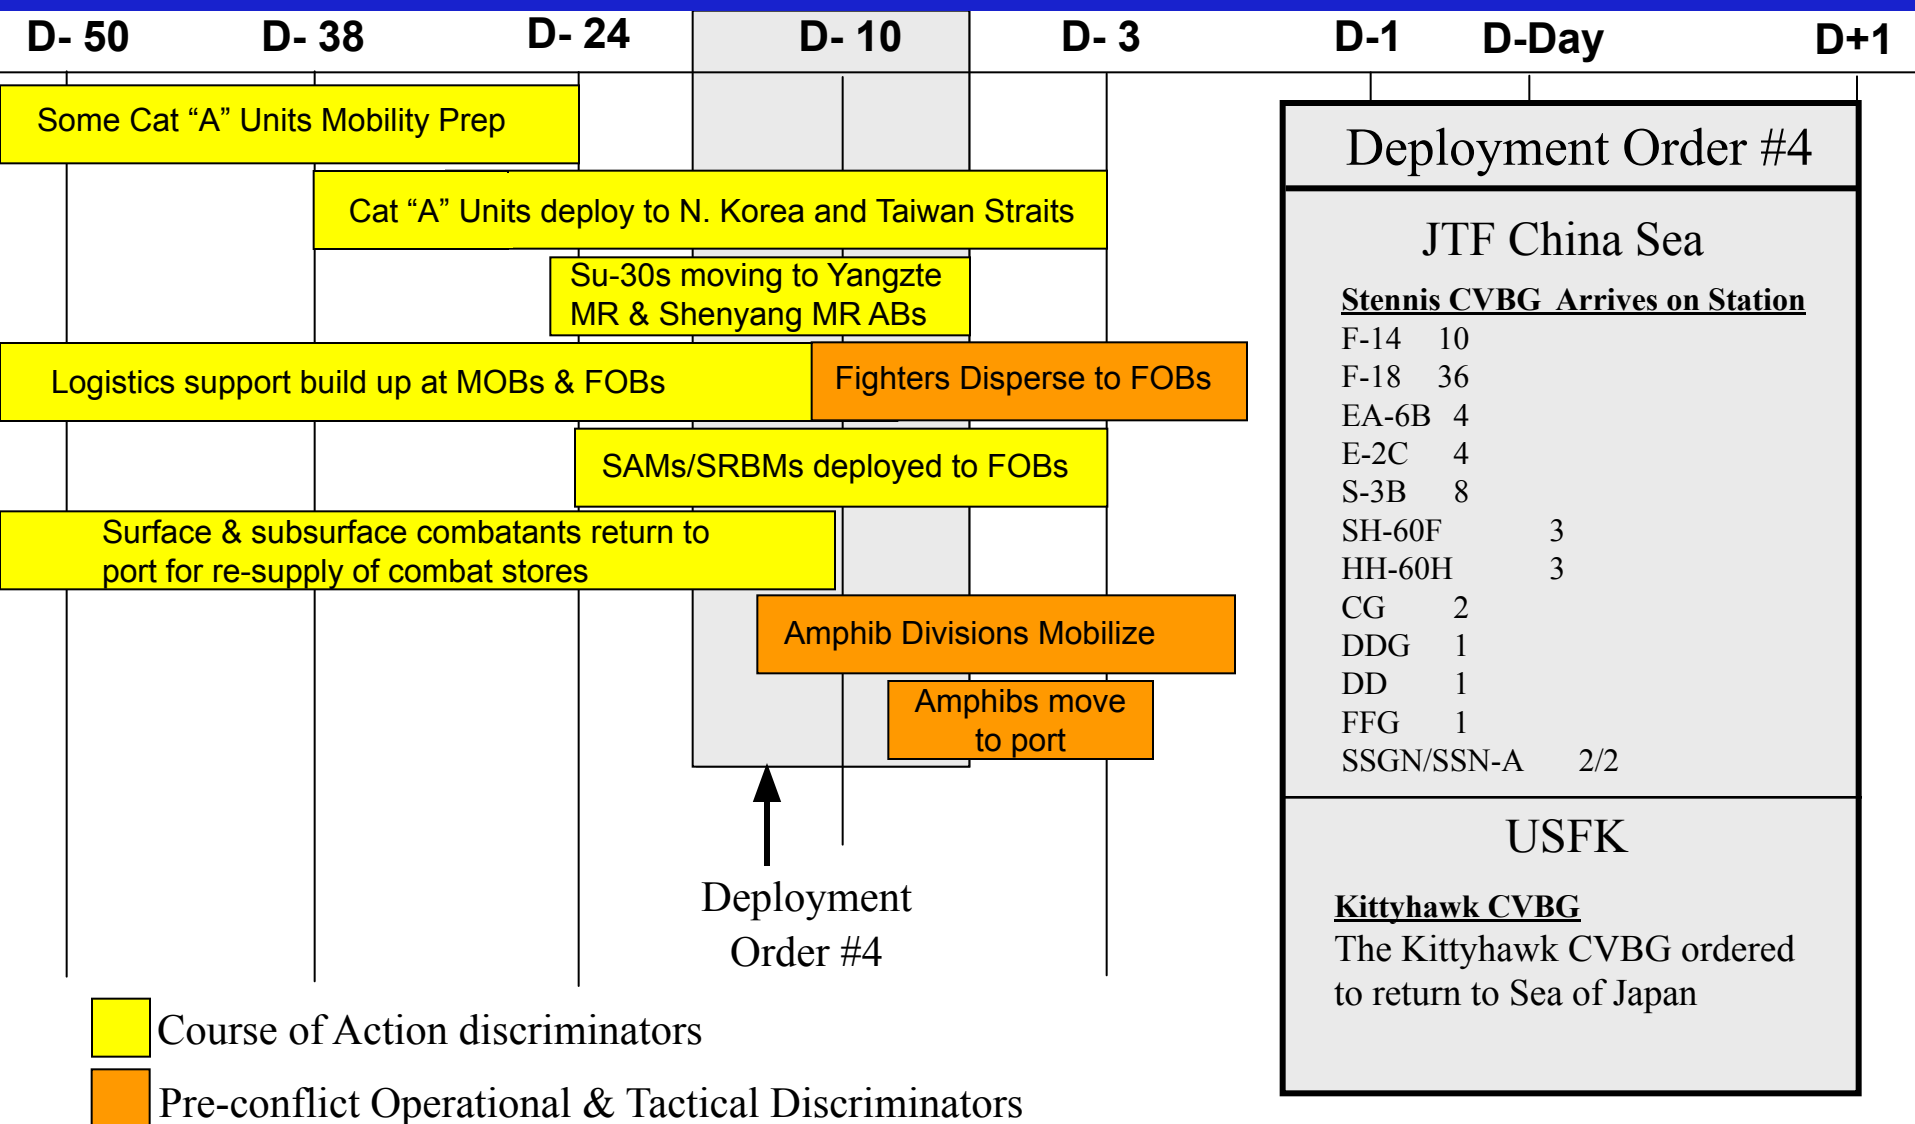 D- 50 D- 38 D- 24 D- 10 D- 3 D-1 D-Day D+1
Some Cat “A” Units Mobility Prep
Cat “A” Units deploy to N. Korea and Taiwan Straits
Su-30s moving to Yangzte
MR & Shenyang MR ABs
Logistics support build up at MOBs & FOBs
Fighters Disperse to FOBs
SAMs/SRBMs deployed to FOBs
Surface & subsurface combatants return to
port for re-supply of combat stores
Amphib Divisions Mobilize
Amphibs move
to port
Deployment
Order #4
Course of Action discriminators
Pre-conflict Operational & Tactical Discriminators
Deployment Order #4
JTF China Sea
Stennis CVBG Arrives on Station
F-14 10
F-18 36
EA-6B 4
E-2C 4
S-3B 8
SH-60F 3
HH-60H 3
CG 2
DDG 1
DD 1
FFG 1
SSGN/SSN-A 2/2
USFK
Kittyhawk CVBG
The Kittyhawk CVBG ordered
to return to Sea of Japan